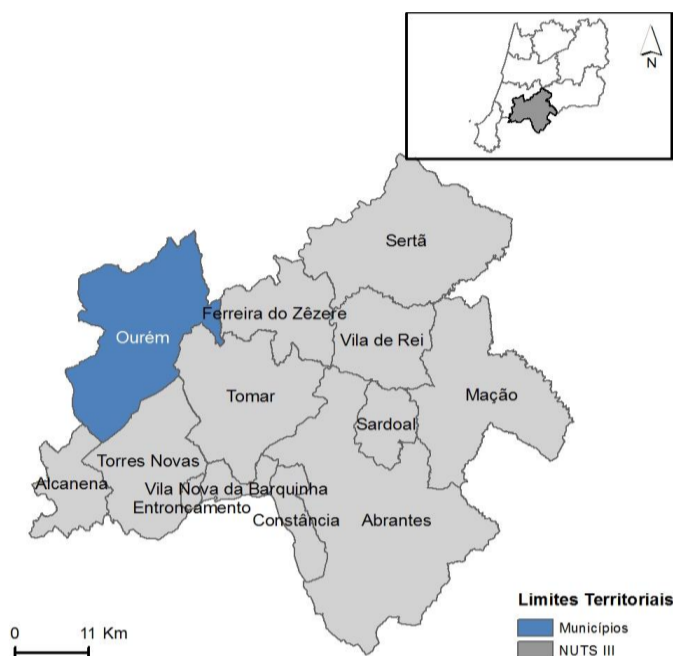 N
Sertã
Ferreira do Zêzere
Ourém
Vila de Rei
Tomar
Mação
Sardoal
Torres Novas
Alcanena
Vila Nova da Barquinha
Entroncamento
Constância
Abrantes
Limites Territoriais
0 11 Km
Municípios
NUTS III